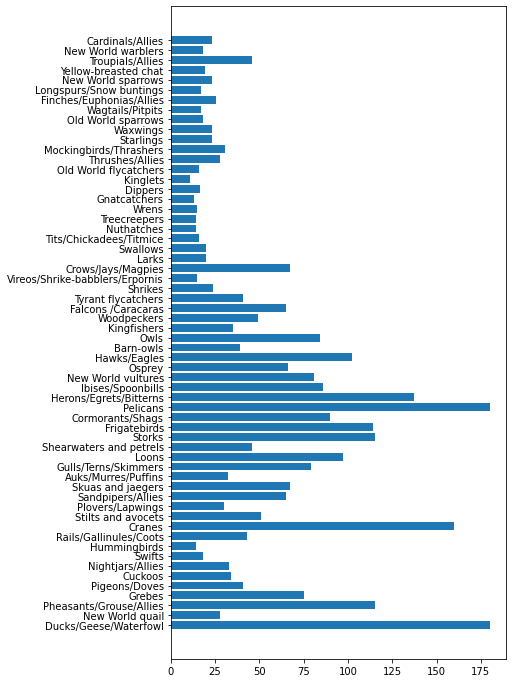 Cardinals/Allies
New World warblers
Troupials/Allies
Yellow-breasted chat
New World sparrows
Longspurs/Snow buntings
Finches/Euphonias/Allies
Wagtails/Pitpits
Old World sparrows
Waxwings
Starlings
Mockingbirds/Thrashers
Thrushes/Allies
Old World flycatchers
Kinglets
Dippers
Gnatcatchers
Wrens
Treecreepers
Nuthatches
Tits/Chickadees/Titmice
Swallows
Larks
Crows/Jays/Magpies
Vireos/Shrike-babblers/Erpornis
Shrikes
Tyrant flycatchers
Falcons /Caracaras
Woodpeckers
Kingfishers
Owls
Barn-owls
Hawks/Eagles
Osprey
New World vultures
Ibises/Spoonbills
Herons/Egrets/Bitterns
Pelicans
Cormorants/Shags
Frigatebirds
Storks
Shearwaters and petrels
Loons
Gulls/Terns/Skimmers
Auks/Murres/Puffins
Skuas and jaegers
Sandpipers/Allies
Plovers/Lapwings
Stilts and avocets
Cranes
Rails/Gallinules/Coots
Hummingbirds
Swifts
Nightjars/Allies
Cuckoos
Pigeons/Doves
Grebes
Pheasants/Grouse/Allies
New World quail
Ducks/Geese/Waterfowl
0 25 50 75 100 125 150 175